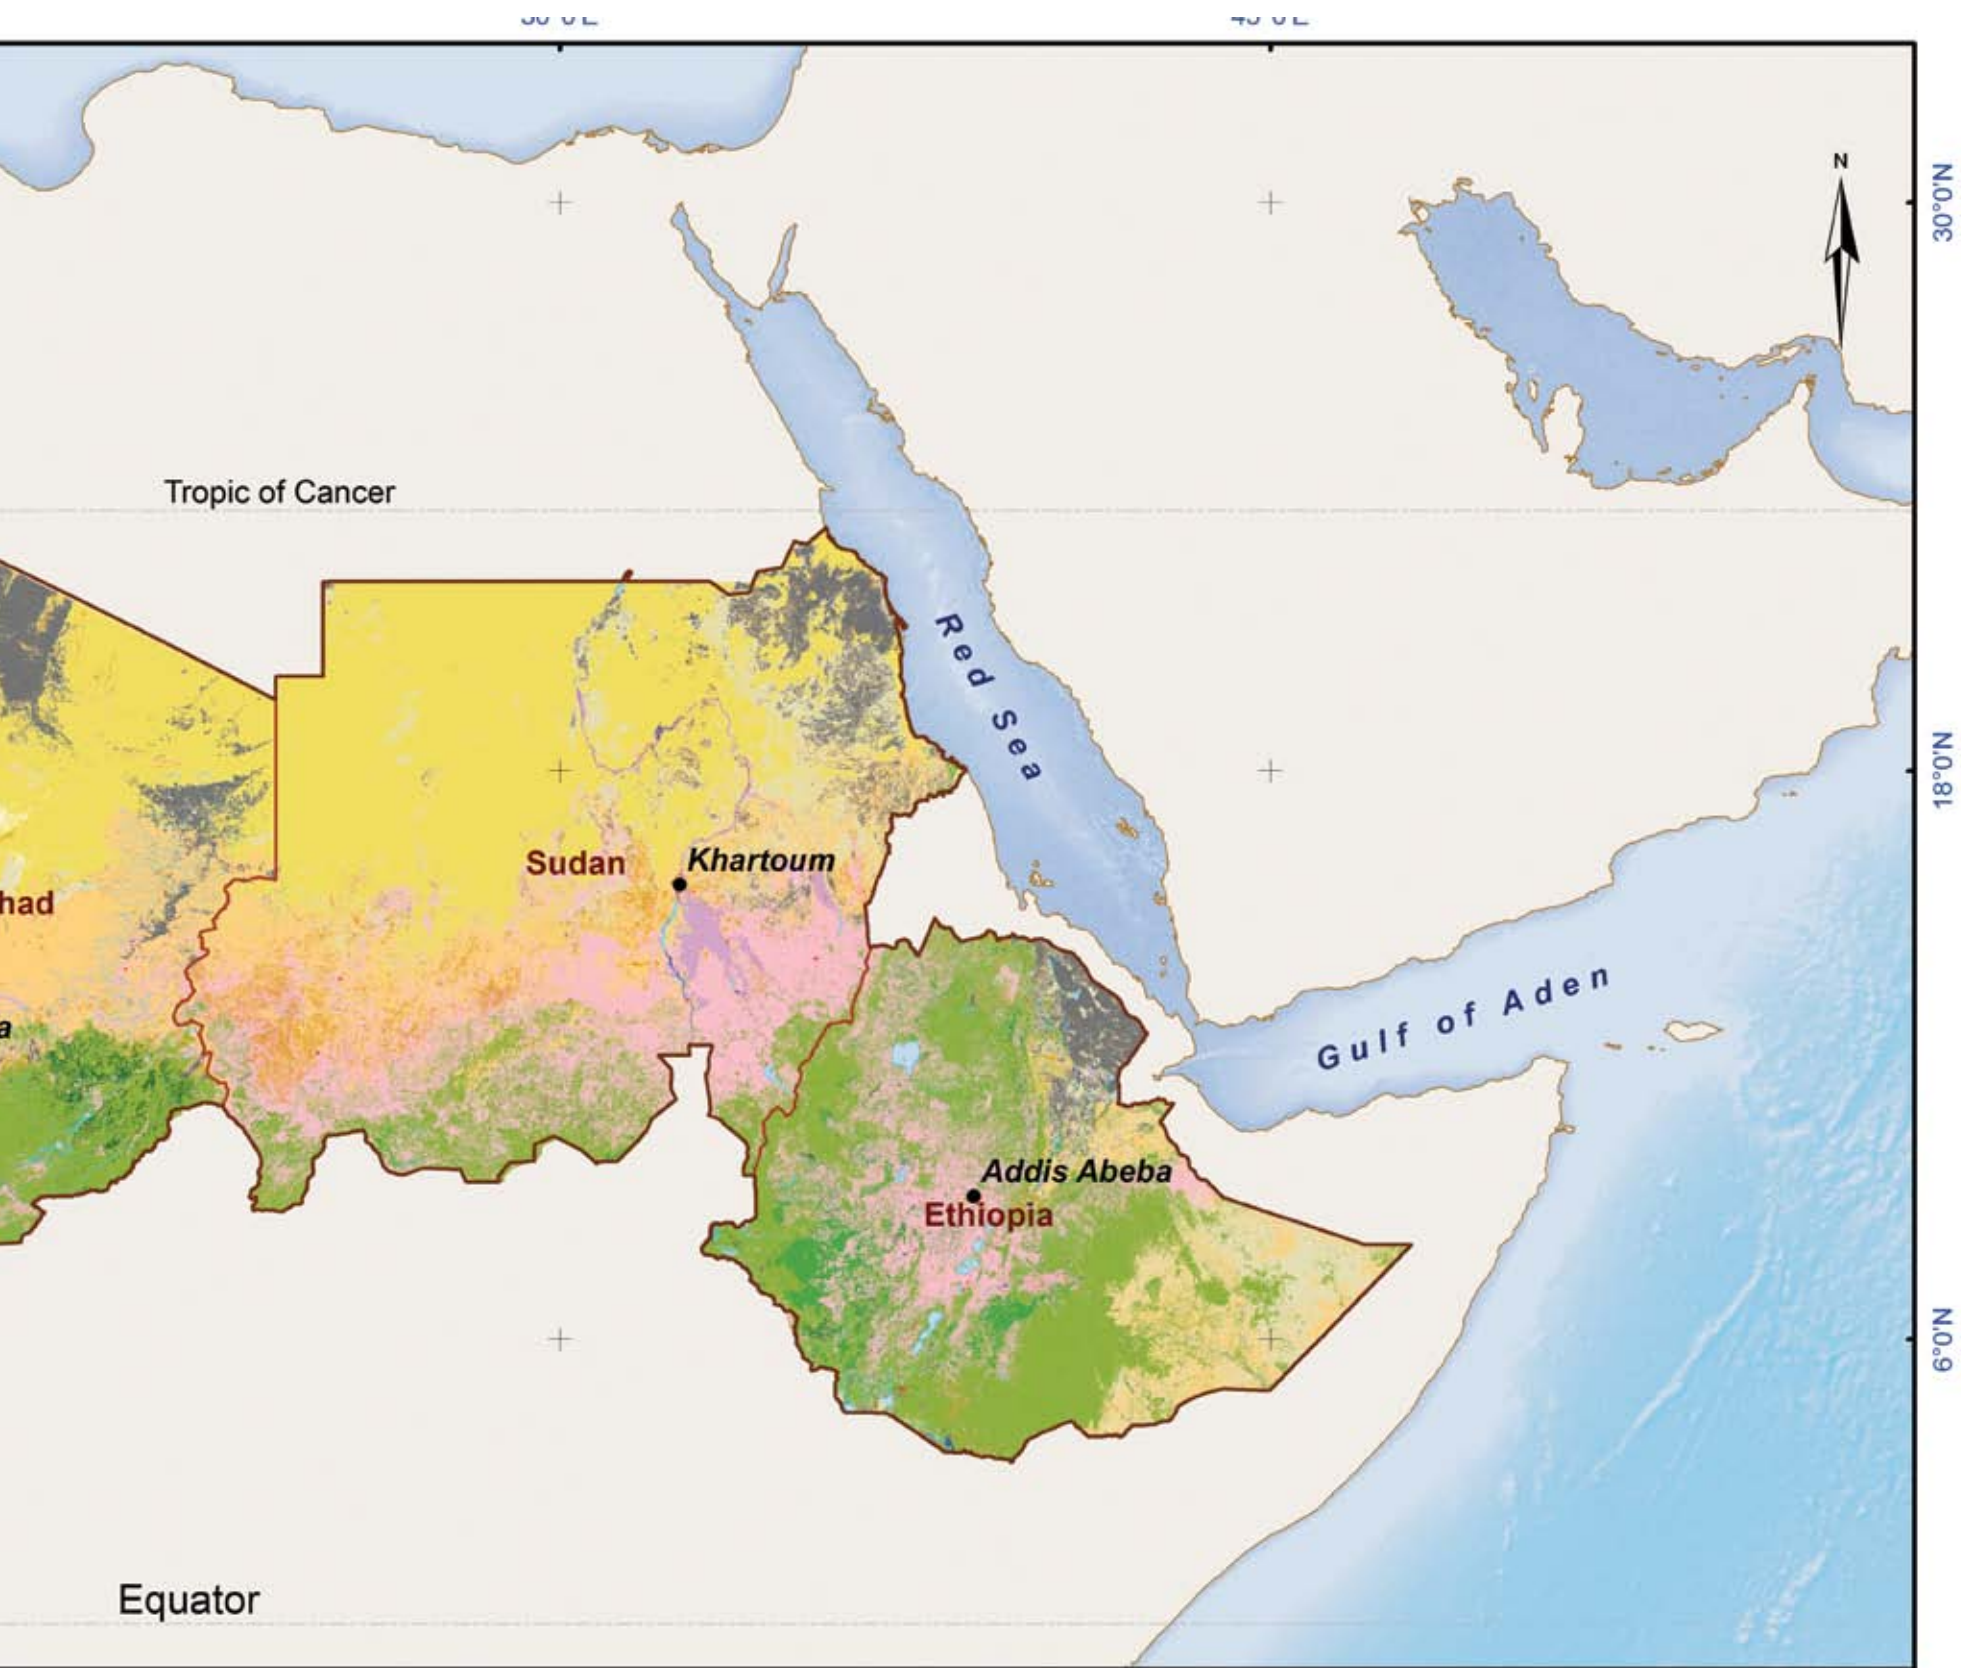 N
30°0'N
Tropic of Cancer
Red Sea
18°0'N
Sudan
Khartoum
had
Gulf of Aden
a
Addis Abeba
Ethiopia
6°0'N
Equator